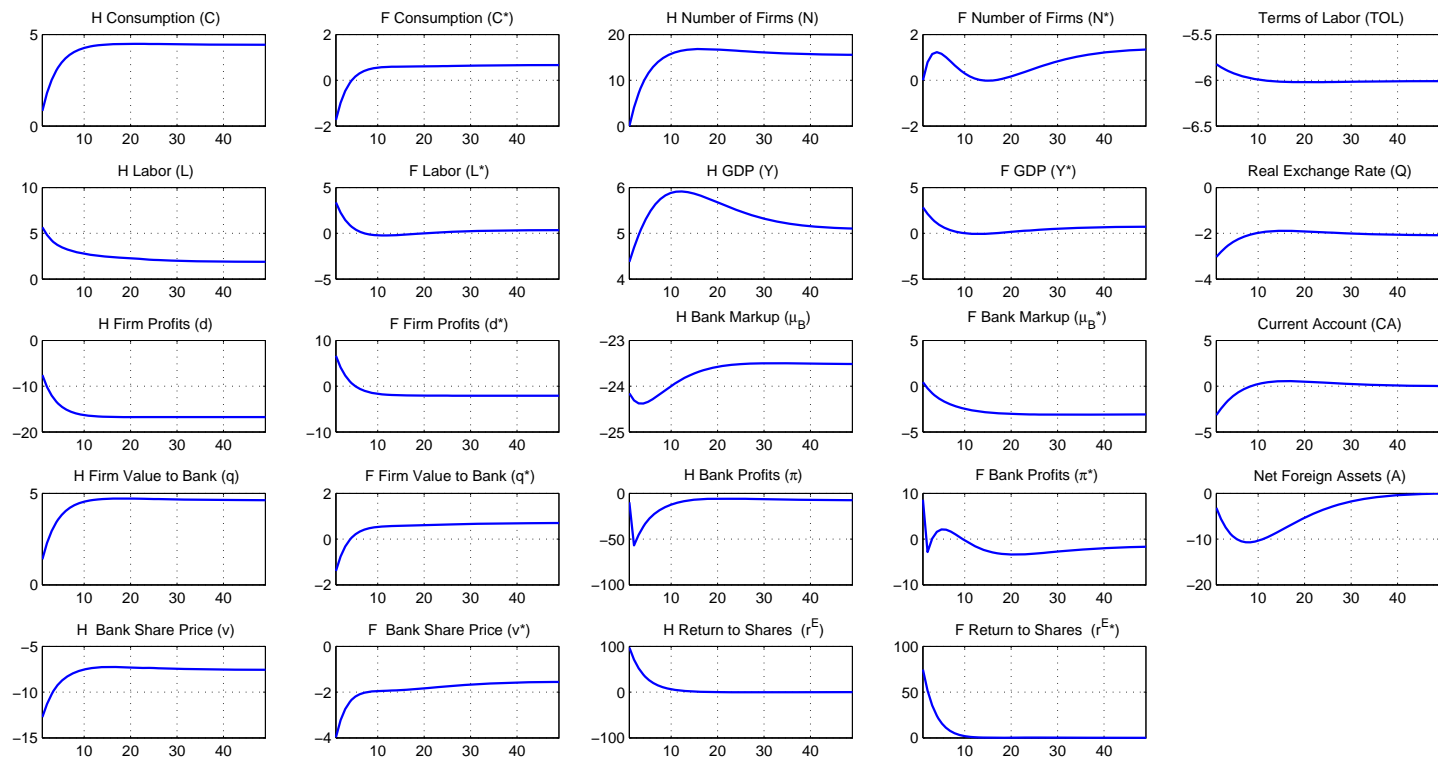 H Consumption (C)
F Consumption (C*)
H Number of Firms (N)
F Number of Firms (N*)
Terms of Labor (TOL)
5
0
10 20 30 40
2
0
−2
10 20 30 40
20
10
0
10 20 30 40
2
0
−2
10 20 30 40
−5.5
−6
−6.5
10 20 30 40
H Labor (L)
F Labor (L*)
H GDP (Y)
F GDP (Y*)
Real Exchange Rate (Q)
10
5
0
10 20 30 40
5
0
−5
10 20 30 40
6
5
4
10 20 30 40
5
0
−5
10 20 30 40
0
−2
−4
10 20 30 40
H Firm Profits (d)
F Firm Profits (d*)
H Bank Markup (μB)
F Bank Markup (μB*)
Current Account (CA)
0
−10
−20
10 20 30 40
10
0
−10
10 20 30 40
−23
−24
−25
10 20 30 40
5
0
−5
10 20 30 40
5
0
−5
10 20 30 40
H Firm Value to Bank (q)
F Firm Value to Bank (q*)
H Bank Profits (π)
F Bank Profits (π*)
Net Foreign Assets (A)
5
0
10 20 30 40
2
0
−2
10 20 30 40
0
−50
−100
10 20 30 40
10
0
−10
10 20 30 40
0
−10
−20
10 20 30 40
H Bank Share Price (v)
F Bank Share Price (v*)
H Return to Shares (rE)
F Return to Shares (rE*)
−5
−10
−15
10 20 30 40
0
−2
−4
10 20 30 40
100
0
−100
10 20 30 40
100
50
0
10 20 30 40